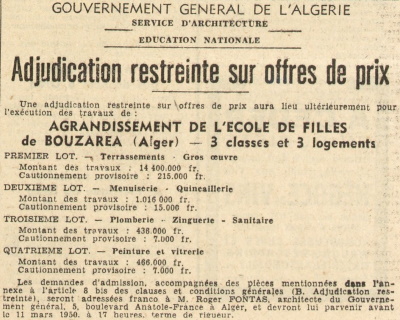 GOUVERNEMENT GENERAL DE L'ALGERIE
SERVICE D'ARCHITECTURE
EDUCATION NATIONALE
Adjudication restreinte sur offres de prix
Une adjudication restreinte sur offres de prix aura lieu ultérieurement pour
l'exécution des travaux de :
AGRANDISSEMENT DE L'ECOLE DE FILLES
de BOUZAREA (Alger) — 3 classes et 3 logements
PREMIER LOT. — Terrassements - Gros œuvre
Montant des travaux : 14 400.000 fr.
Cautionnement provisoire : 215.000 fr.
DEUXIEME LOT. — Menuiserie - Quincaillerie
Montant des travaux : 1.016 000 fr.
Cautionnement provisoire : 15.000 fr.
TROISIEME LOT. — Plomberie - Zinguerie - Sanitaire
Montant des travaux : 438.000 fr.
Cautionnement provisoire : 7.000 fr.
QUATRIEME LOT. — Peinture et vitrerie
Montant des travaux : 466.000 fr.
Cautionnement provisoire : 7.000 fr.
Les demandes d'admission, accompagnées des pièces mentionnées dans l'an-
nexe à l'article 8 bis des clauses et conditions générales (B. Adjudication res-
treinte), seront adressées franco à M. Roger FONTAS, architecte du Gouverne-
ment général, 5, boulevard Anatole-France à Alger, et devront lui parvenir avant
le 11 mars 1950, à 17 heures, terme de rigueur.